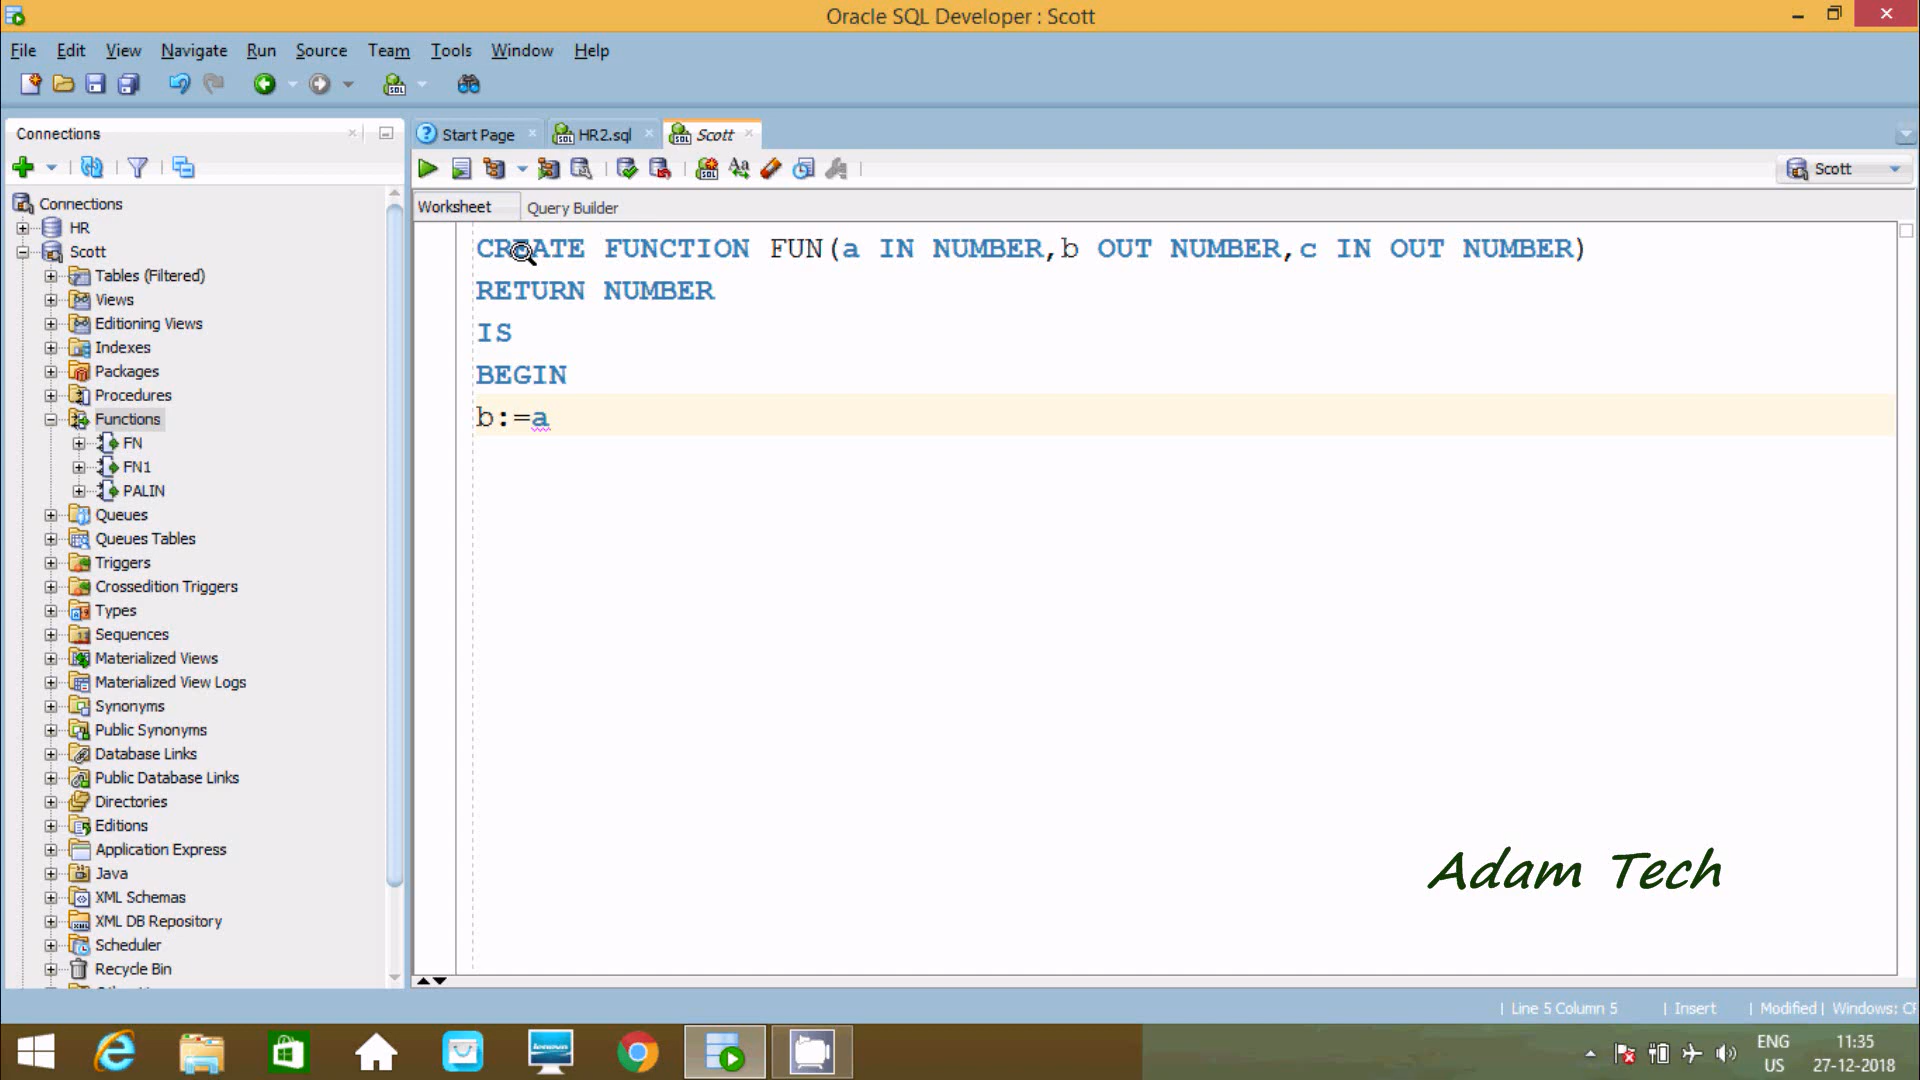 Oracle SQL Developer : Scott
File Edit View Navigate Run Source Team Tools Window Help
Connections
Start Page
HR2.sql
Scott
Scott
Worksheet
Query Builder
Connections
HR
Scott
Tables (Filtered)
Views
Editioning Views
Indexes
Packages
Procedures
Functions
FN
FN1
PALIN
Queues
Queues Tables
Triggers
Crossedition Triggers
Types
Sequences
Materialized Views
Materialized View Logs
Synonyms
Public Synonyms
Database Links
Public Database Links
Directories
Editions
Application Express
Java
XML Schemas
XML DB Repository
Scheduler
Recycle Bin
CREATE FUNCTION FUN(a IN NUMBER,b OUT NUMBER,c IN OUT NUMBER)
RETURN NUMBER
IS
BEGIN
b:=a
Adam Tech
Line 5 Column 5
Insert
Modified
Windows:
ENG
US
11:35
27-12-2018